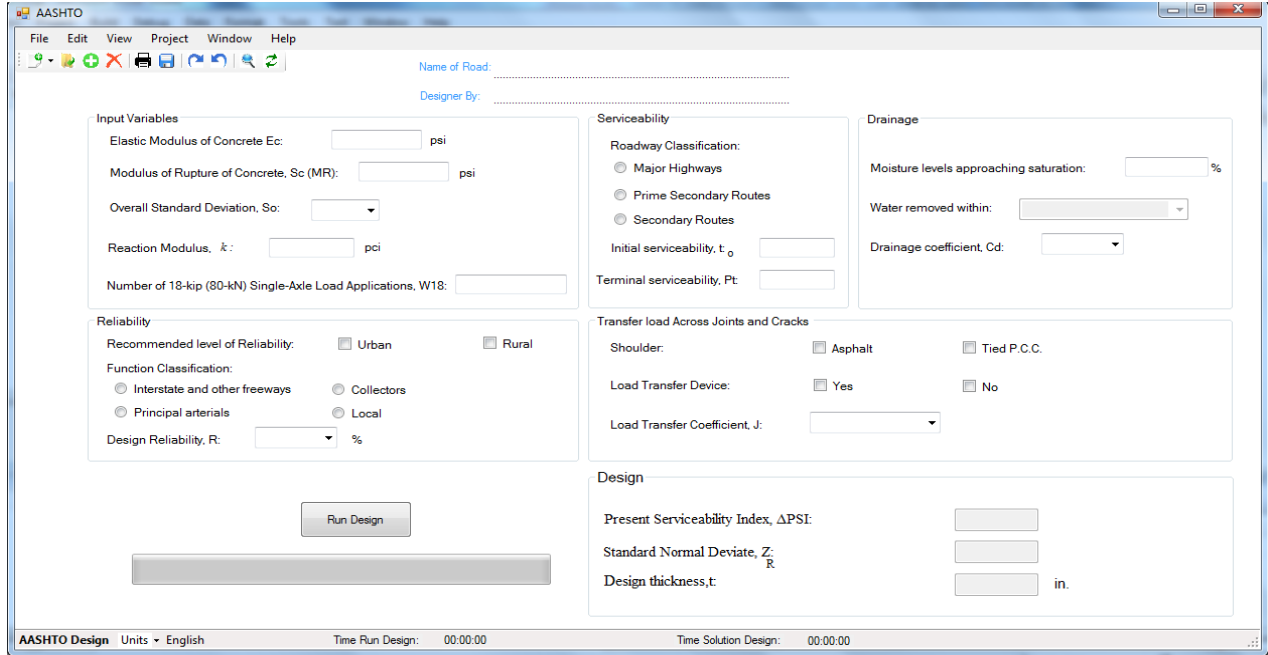 AASHTO
File Edit View Project Window Help
Name of Road:
Designer By:
Input Variables
Elastic Modulus of Concrete Ec: psi
Modulus of Rupture of Concrete, Sc (MR): psi
Overall Standard Deviation, So:
Reaction Modulus, k: pci
Number of 18-kip (80-kN) Single-Axle Load Applications, W18:
Serviceability
Roadway Classification:
Major Highways
Prime Secondary Routes
Secondary Routes
Initial serviceability, t: o
Terminal serviceability, Pt:
Drainage
Moisture levels approaching saturation: %
Water removed within:
Drainage coefficient, Cd:
Reliability
Recommended level of Reliability: Urban Rural
Function Classification:
Interstate and other freeways Collectors
Principal arterials Local
Design Reliability, R: %
Transfer load Across Joints and Cracks
Shoulder: Asphalt Tied P.C.C.
Load Transfer Device: Yes No
Load Transfer Coefficient, J:
Run Design
Design
Present Serviceability Index, ΔPSI:
Standard Normal Deviate, Z:
R
Design thickness,t: in.
AASHTO Design Units English Time Run Design: 00:00:00 Time Solution Design: 00:00:00